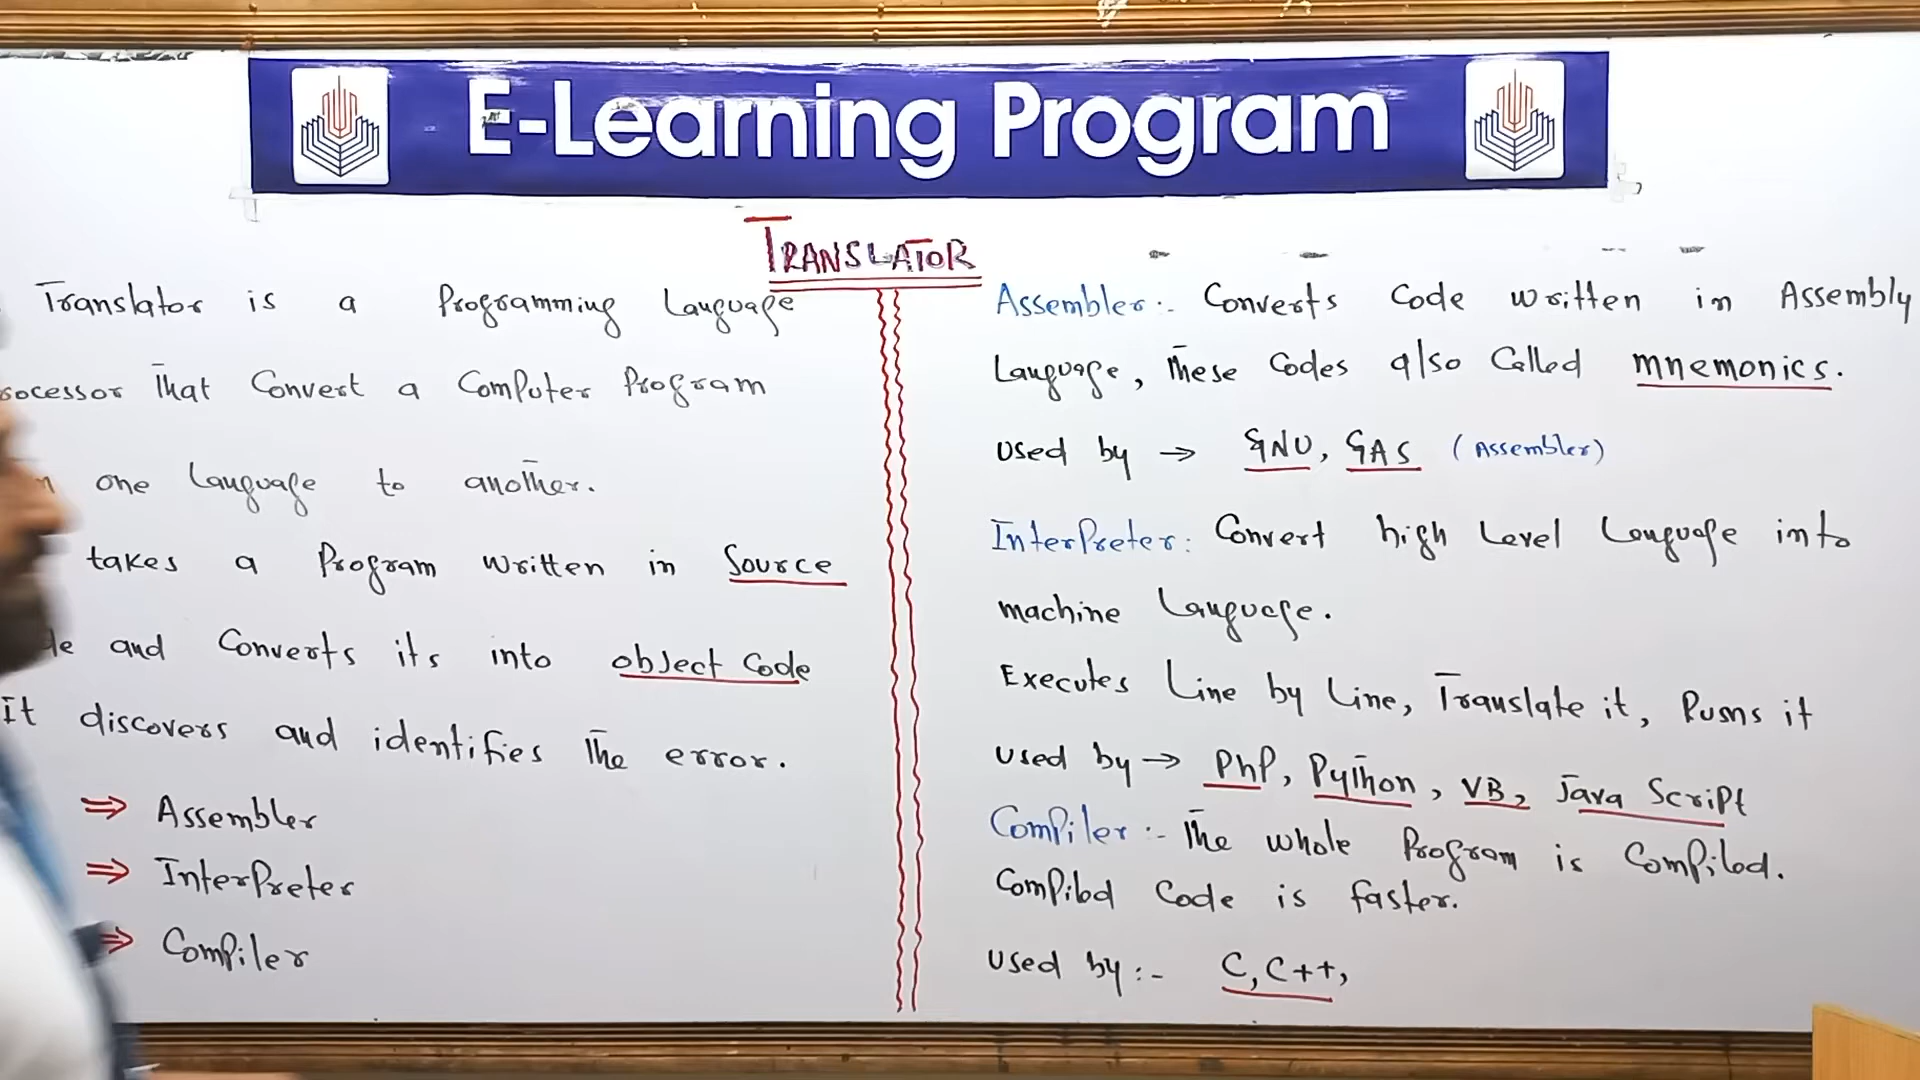 E-Learning Program
TRANSLATOR
Translator is a Programming Language
ocessor That Convert a Computer Program
one Language to another.
takes a Program written in Source
and Converts its into object Code
It discovers and identifies The error.
⇒ Assembler
⇒ Interpreter
⇒ Compiler
Assembler:- Converts Code written in Assembly
Language, These Codes also Called mnemonics.
Used by → GNU, GAS (Assembler)
Interpreter: Convert high Level Language into
machine Language.
Executes Line by Line, Translate it, Runs it
Used by → PhP, Python, VB, Java Script
Compiler :- The whole Program is Compiled.
Compiled Code is faster.
Used by :- C, C++,